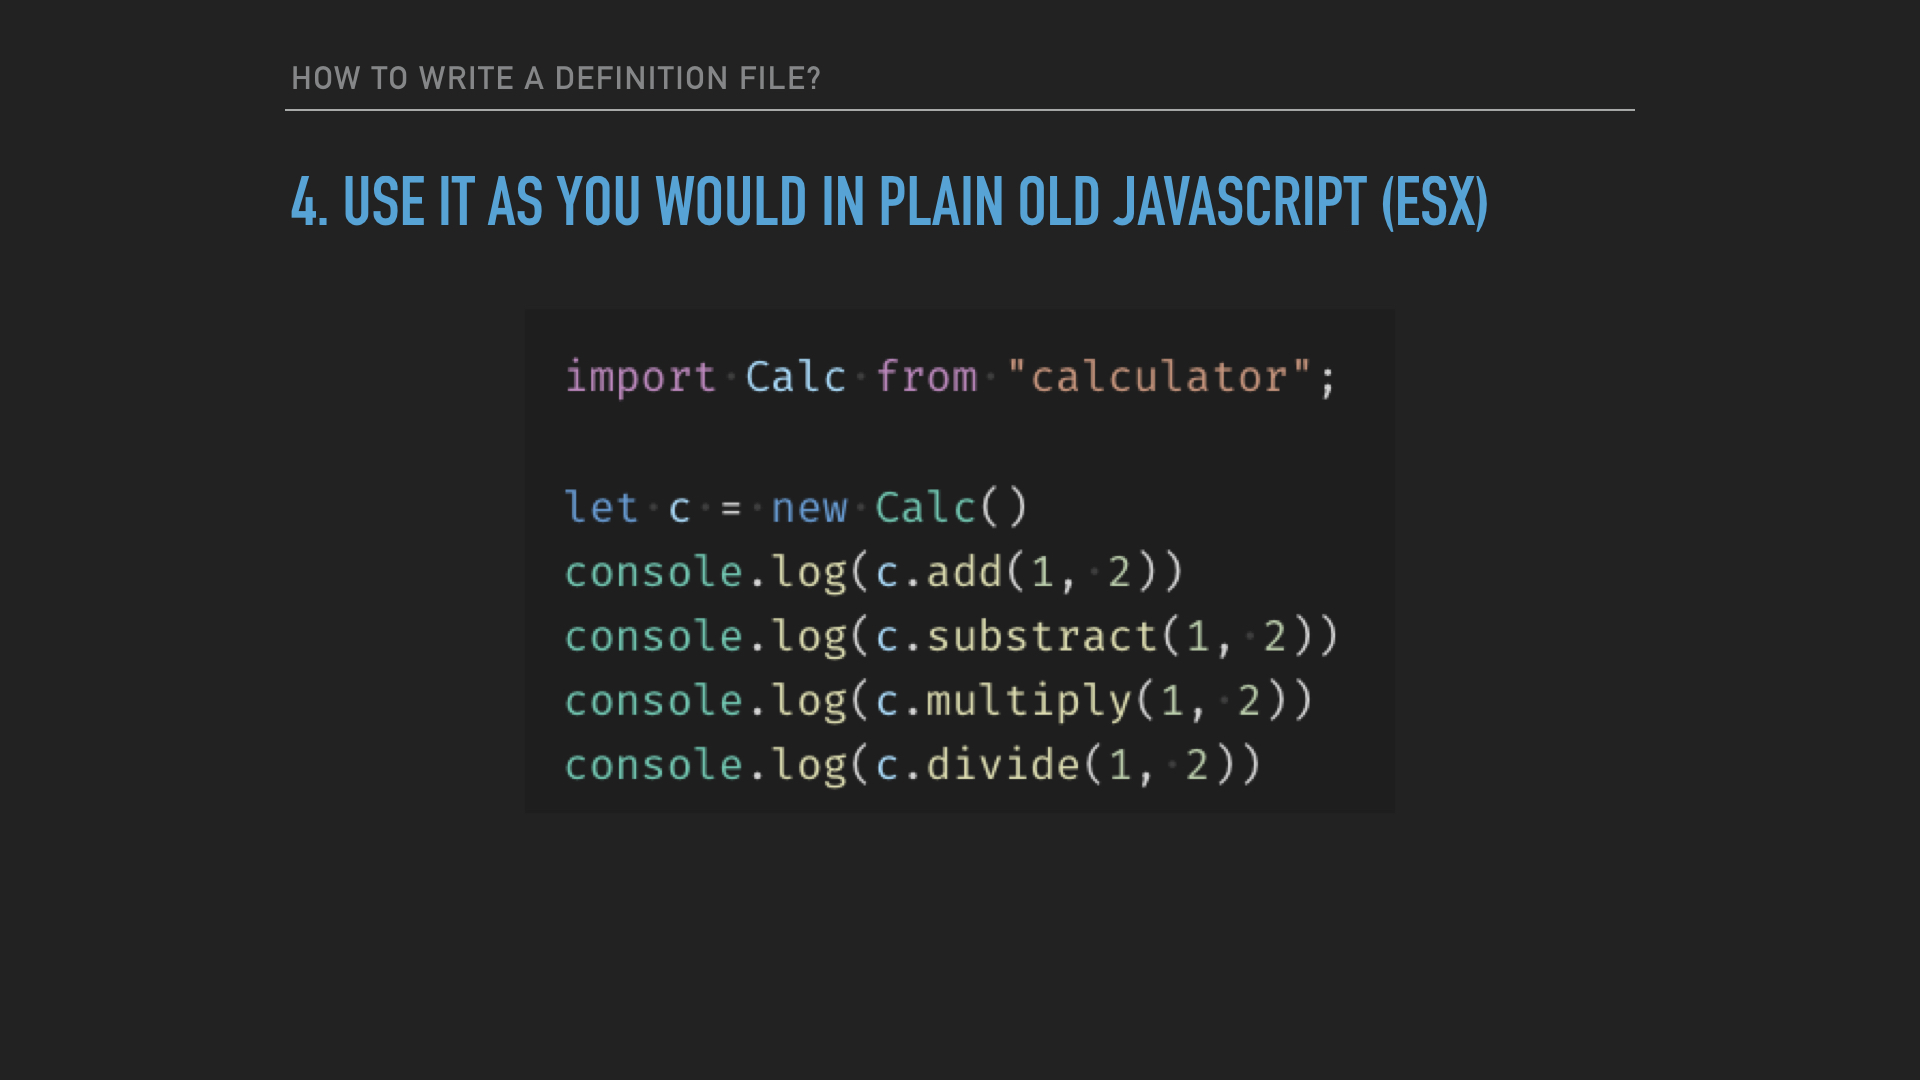 HOW TO WRITE A DEFINITION FILE?
4. USE IT AS YOU WOULD IN PLAIN OLD JAVASCRIPT (ESX)
import Calc from "calculator";
let c = new Calc()
console.log(c.add(1, 2))
console.log(c.substract(1, 2))
console.log(c.multiply(1, 2))
console.log(c.divide(1, 2))